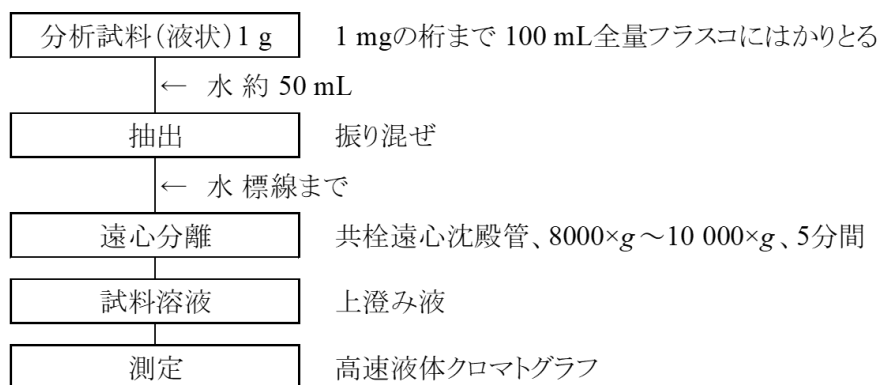 分析試料(液状)1 g 1 mgの桁まで 100 mL全量フラスコにはかりとる
← 水 約 50 mL
抽出 振り混ぜ
← 水 標線まで
遠心分離 共栓遠心沈殿管、8000×g～10 000×g、5分間
試料溶液 上澄み液
測定 高速液体クロマトグラフ